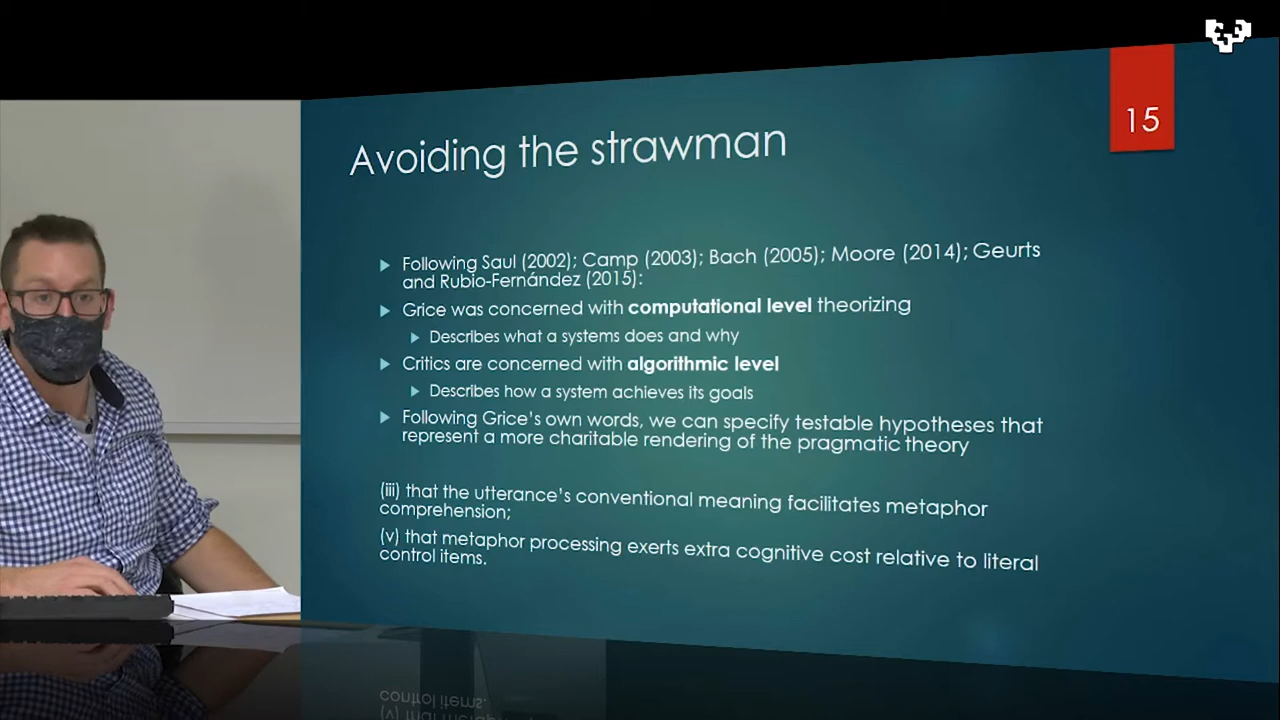 15
Avoiding the strawman
Following Saul (2002); Camp (2003); Bach (2005); Moore (2014); Geurts
and Rubio-Fernández (2015):
Grice was concerned with computational level theorizing
Describes what a systems does and why
Critics are concerned with algorithmic level
Describes how a system achieves its goals
Following Grice's own words, we can specify testable hypotheses that
represent a more charitable rendering of the pragmatic theory
(iii) that the utterance's conventional meaning facilitates metaphor
comprehension;
(v) that metaphor processing exerts extra cognitive cost relative to literal
control items.